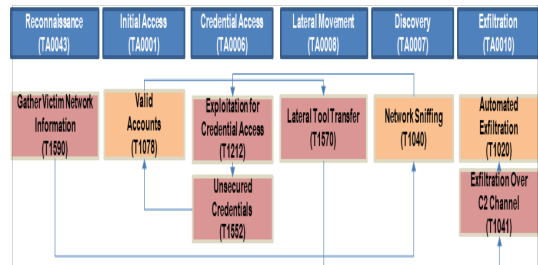 Reconnaissance
(TA0043)
Initial Access
(TA0001)
Credential Access
(TA0006)
Lateral Movement
(TA0008)
Discovery
(TA0007)
Exfiltration
(TA0010)
Gather Victim Network
Information
(T1590)
Valid
Accounts
(T1078)
Exploitation for
Credential Access
(T1212)
Unsecured
Credentials
(T1552)
Lateral Tool Transfer
(T1570)
Network Sniffing
(T1040)
Automated
Exfiltration
(T1020)
Exfiltration Over
C2 Channel
(T1041)